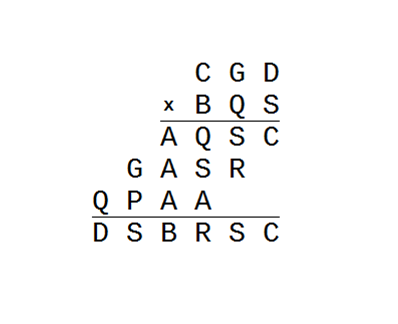 C G D
x B Q S
A Q S C
G A S R
Q P A A
D S B R S C